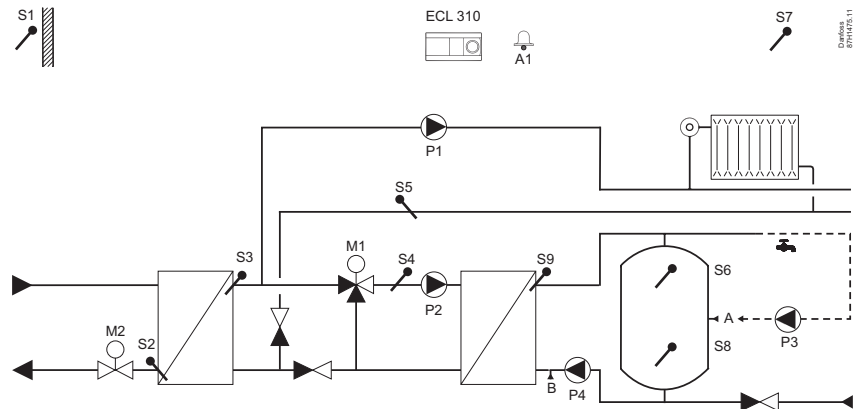 S1
ECL 310
A1
S7
Danfoss
87H1475.11
P1
S5
M1
S3
S4
S9
P2
S6
M2
S2
A
P3
S8
B
P4